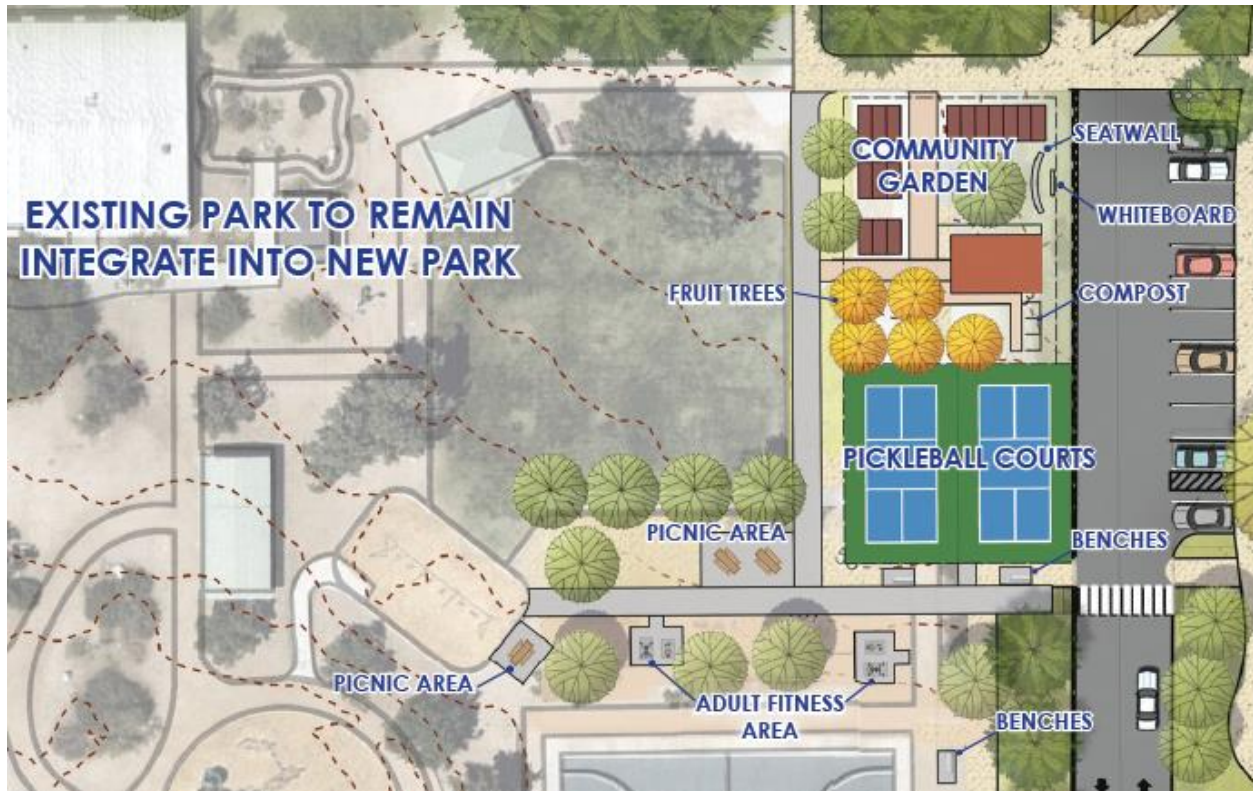 EXISTING PARK TO REMAIN
INTEGRATE INTO NEW PARK
COMMUNITY
GARDEN
SEATWALL
WHITEBOARD
FRUIT TREES
COMPOST
PICKLEBALL COURTS
PICNIC AREA
BENCHES
PICNIC AREA
ADULT FITNESS
AREA
BENCHES